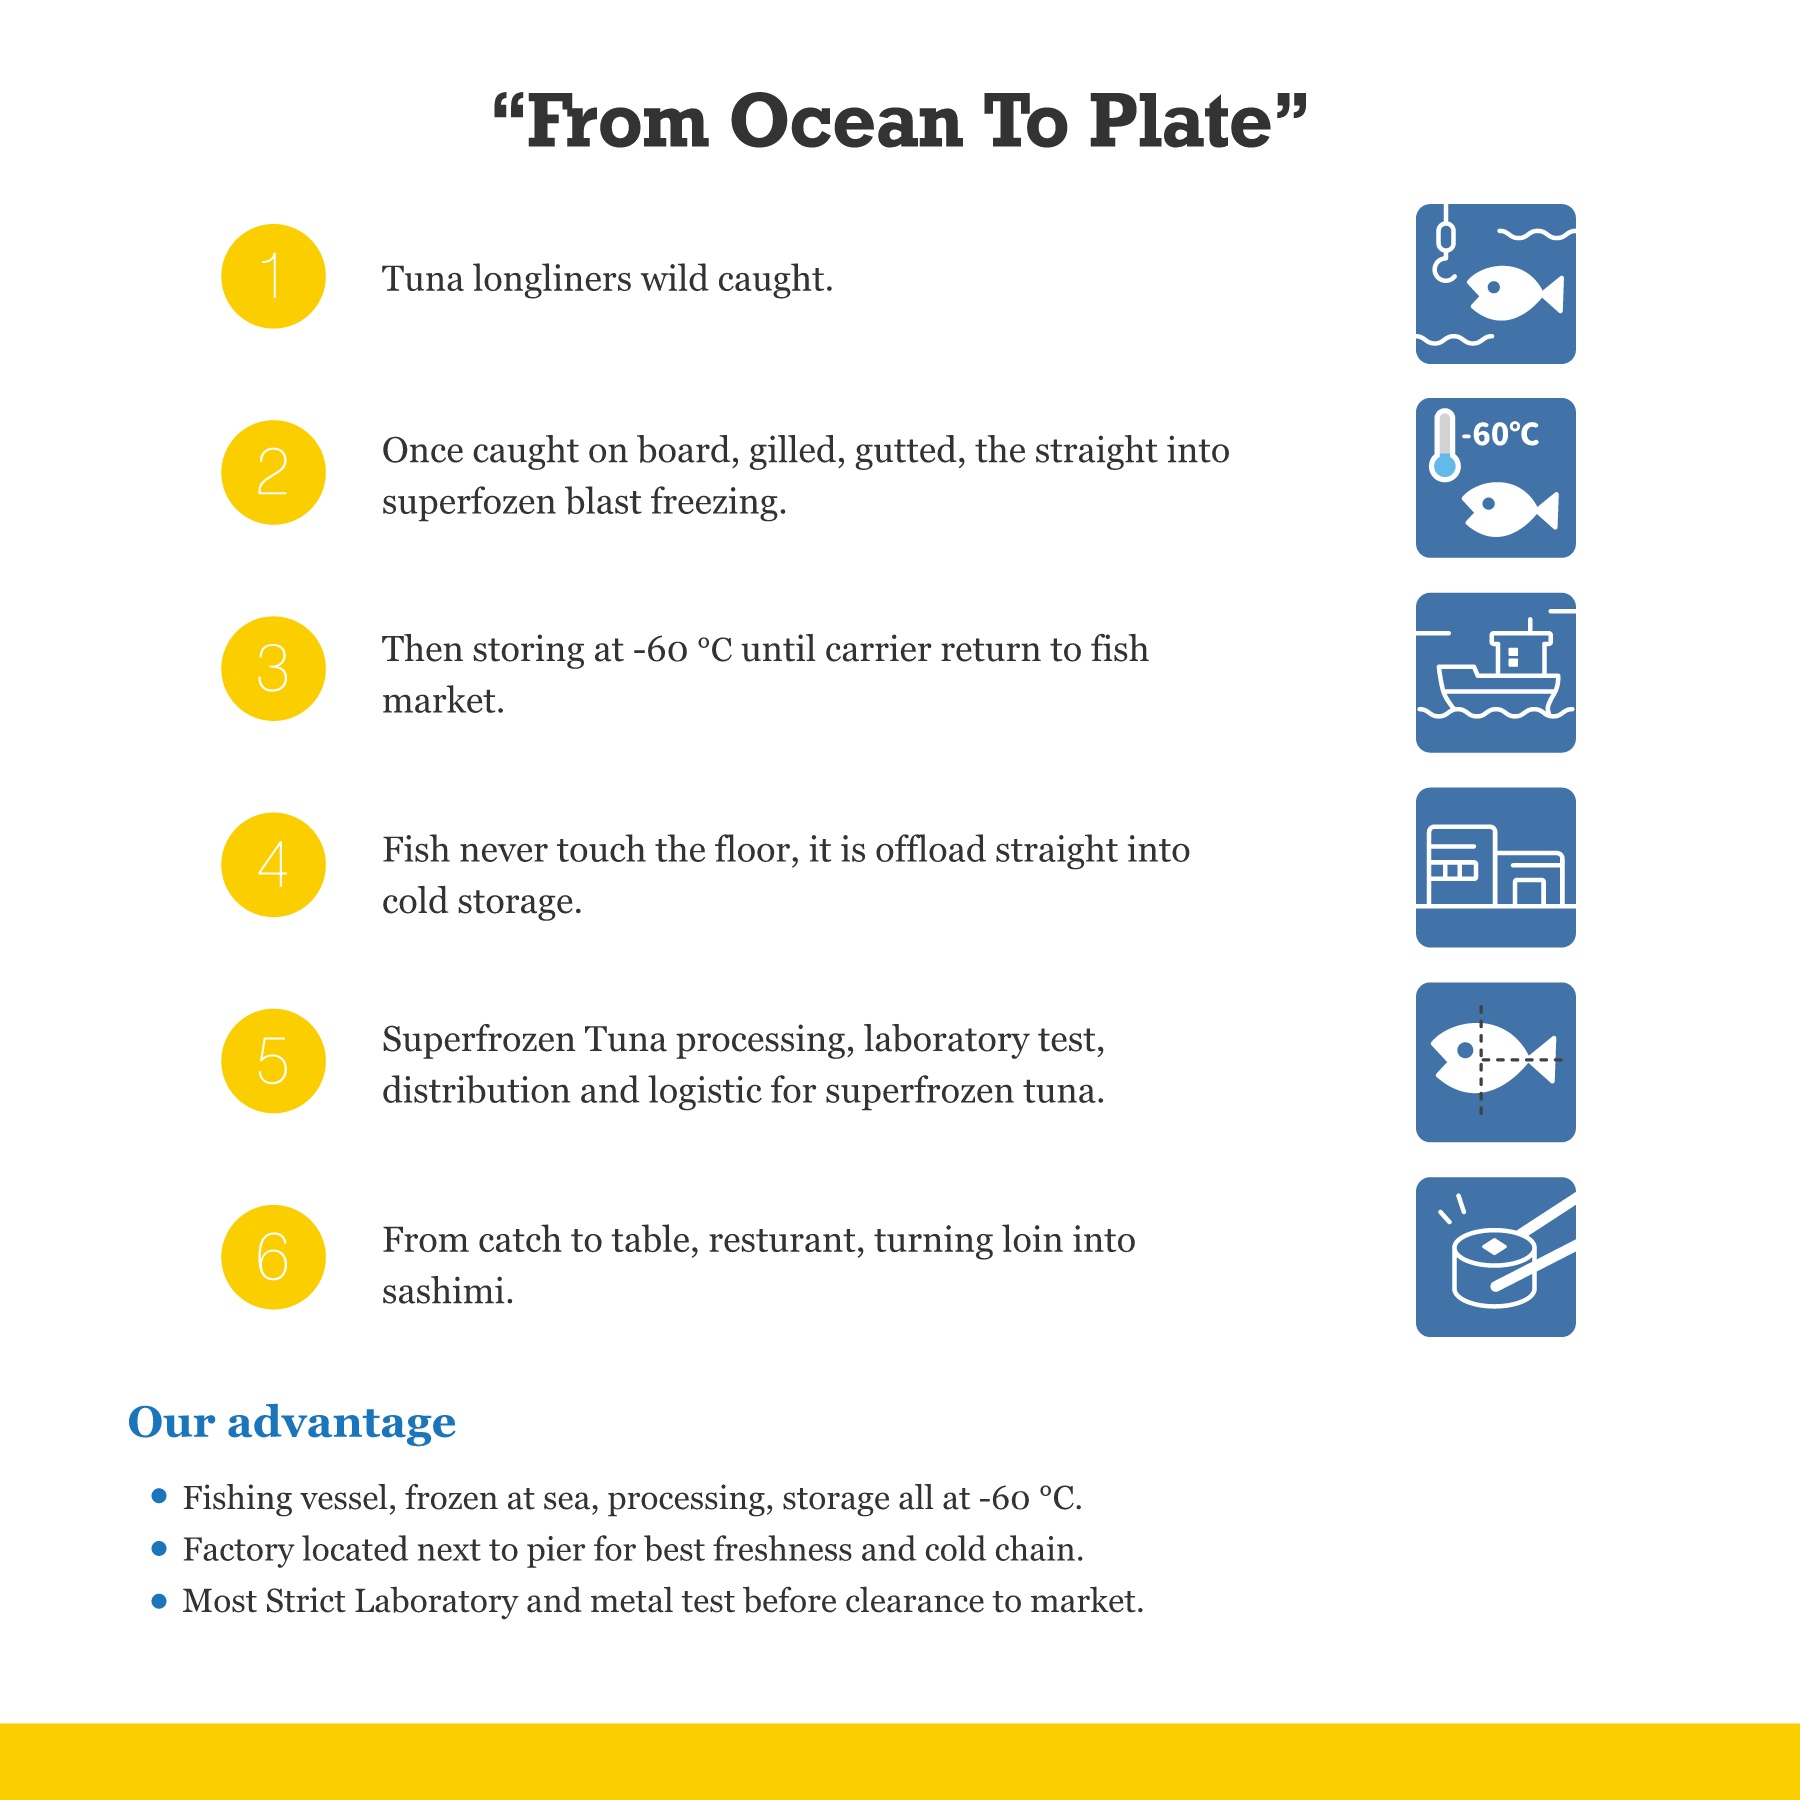 “From Ocean To Plate”
1
Tuna longliners wild caught.
2
-60°C
Once caught on board, gilled, gutted, the straight into
superfozen blast freezing.
3
Then storing at -60 °C until carrier return to fish
market.
4
Fish never touch the floor, it is offload straight into
cold storage.
5
Superfrozen Tuna processing, laboratory test,
distribution and logistic for superfrozen tuna.
6
From catch to table, resturant, turning loin into
sashimi.
Our advantage
• Fishing vessel, frozen at sea, processing, storage all at -60 °C.
• Factory located next to pier for best freshness and cold chain.
• Most Strict Laboratory and metal test before clearance to market.